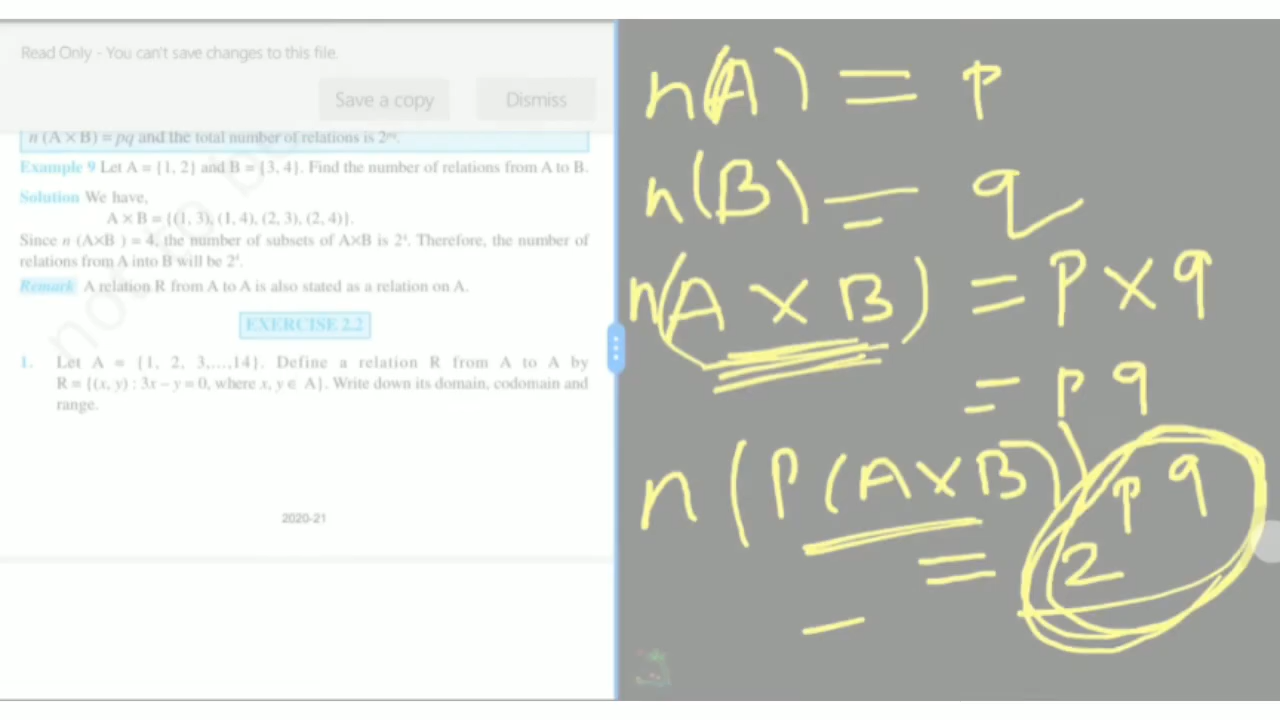 Read Only - You can't save changes to this file.
Save a copy Dismiss
n (A × B) = pq and the total number of relations is 2^pq.
Example 9 Let A = {1, 2} and B = {3, 4}. Find the number of relations from A to B.
Solution We have,
A × B = {(1, 3), (1, 4), (2, 3), (2, 4)}.
Since n (A×B ) = 4, the number of subsets of A×B is 2⁴. Therefore, the number of
relations from A into B will be 2⁴.
Remark A relation R from A to A is also stated as a relation on A.
EXERCISE 2.2
1. Let A = {1, 2, 3,...,14}. Define a relation R from A to A by
R = {(x, y) : 3x – y = 0, where x, y ∈ A}. Write down its domain, codomain and
range.
2020-21
not to be
n(A) = p
n(B) = q
n(A × B) = p × q
= pq
n(P(A×B))
= 2^pq